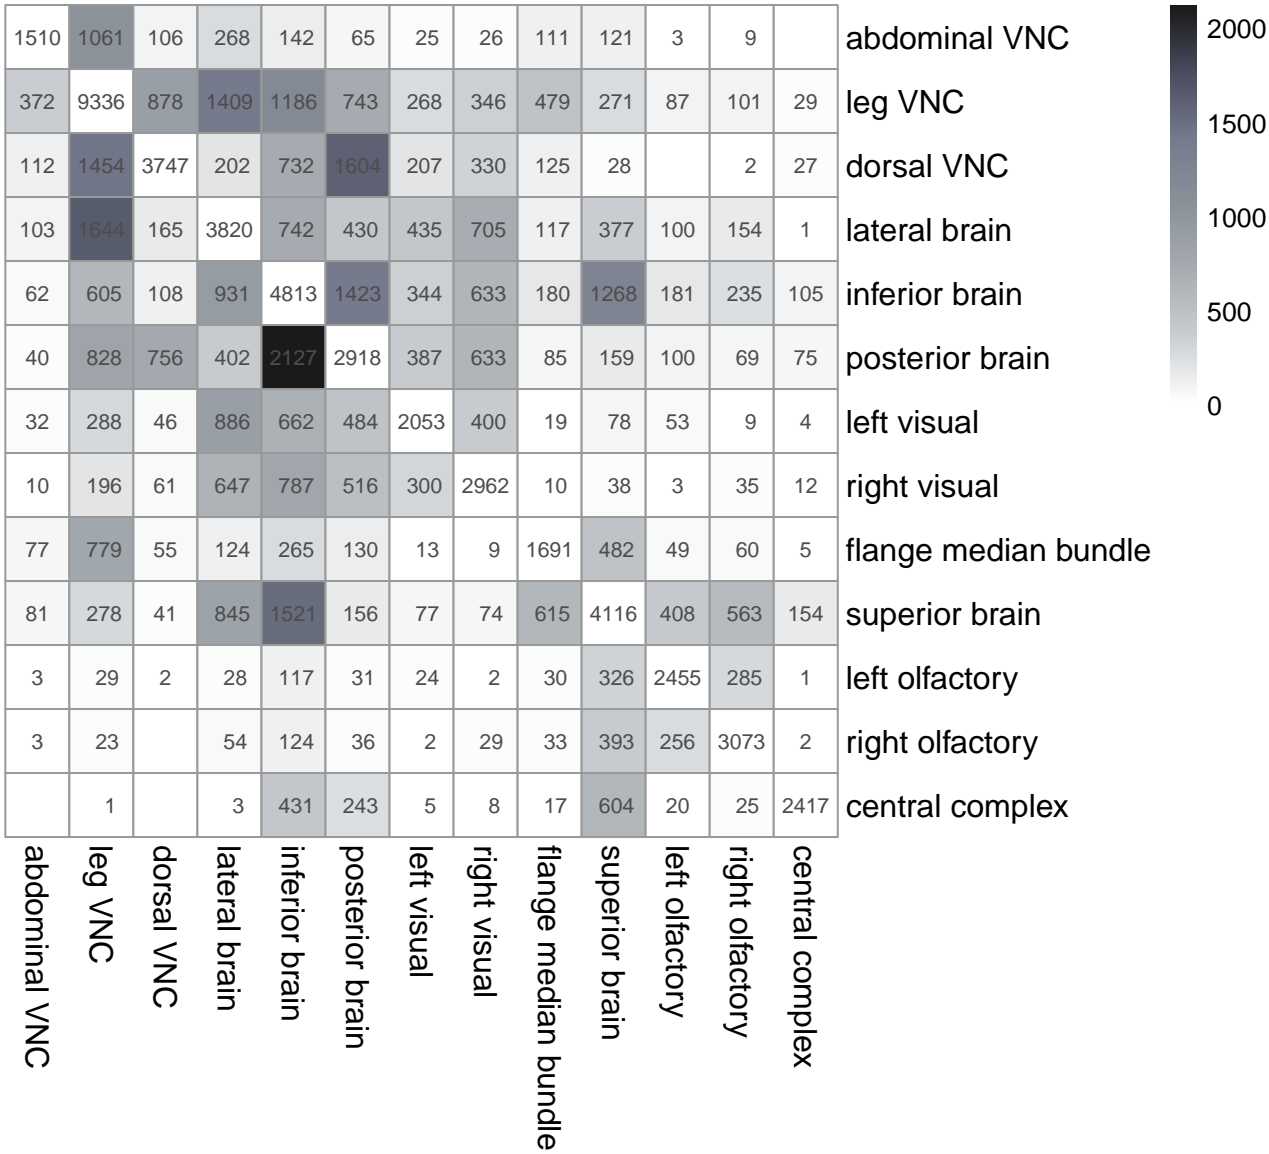 1510 1061 106 268 142 65 25 26 111 121 3 9 abdominal VNC
372 9336 878 1409 1186 743 268 346 479 271 87 101 29 leg VNC
112 1454 3747 202 732 1604 207 330 125 28 2 27 dorsal VNC
103 1644 165 3820 742 430 435 705 117 377 100 154 1 lateral brain
62 605 108 931 4813 1423 344 633 180 1268 181 235 105 inferior brain
40 828 756 402 2127 2918 387 633 85 159 100 69 75 posterior brain
32 288 46 886 662 484 2053 400 19 78 53 9 4 left visual
10 196 61 647 787 516 300 2962 10 38 3 35 12 right visual
77 779 55 124 265 130 13 9 1691 482 49 60 5 flange median bundle
81 278 41 845 1521 156 77 74 615 4116 408 563 154 superior brain
3 29 2 28 117 31 24 2 30 326 2455 285 1 left olfactory
3 23 54 124 36 2 29 33 393 256 3073 2 right olfactory
1 3 431 243 5 8 17 604 20 25 2417 central complex
abdominal VNC
leg VNC
dorsal VNC
lateral brain
inferior brain
posterior brain
left visual
right visual
flange median bundle
superior brain
left olfactory
right olfactory
central complex
2000
1500
1000
500
0